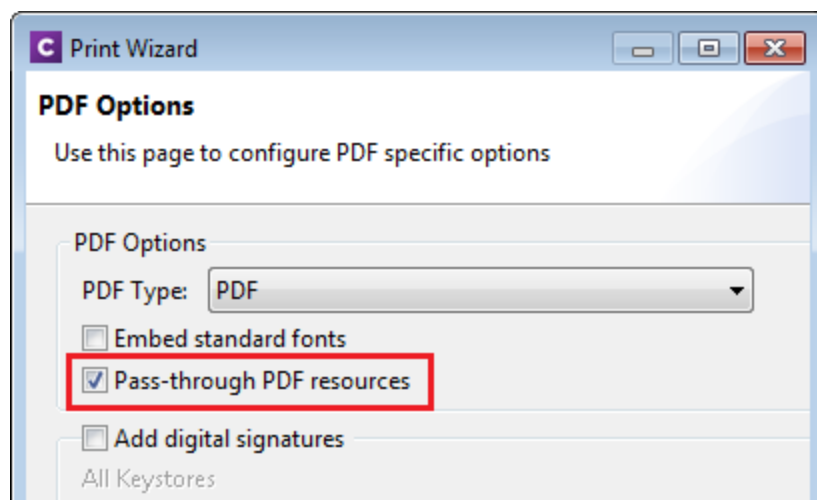 C Print Wizard
PDF Options
Use this page to configure PDF specific options
PDF Options
PDF Type: PDF
Embed standard fonts
Pass-through PDF resources
Add digital signatures
All Keystores